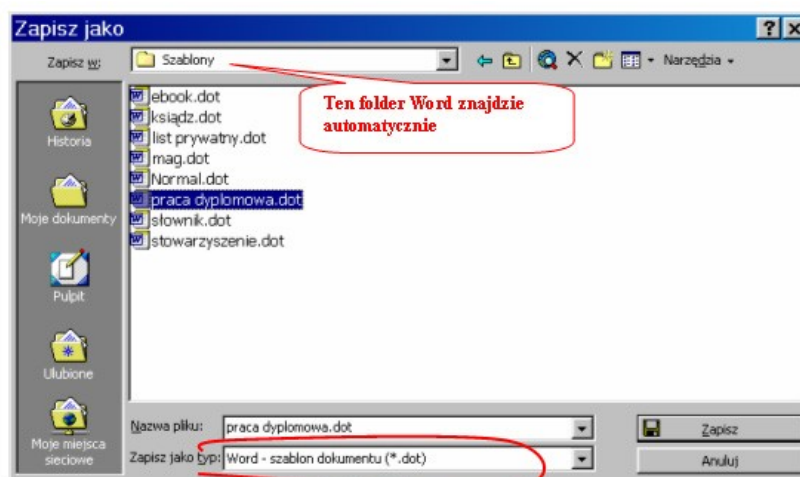 Zapisz jako
Zapisz w:
Szablony
Narzędzia
Historia
Moje dokumenty
Pulpit
Ulubione
Moje miejsca
sieciowe
ebook.dot
ksiądz.dot
list prywatny.dot
mag.dot
Normal.dot
praca dyplomowa.dot
słownik.dot
stowarzyszenie.dot
Ten folder Word znajdzie
automatycznie
Nazwa pliku:
praca dyplomowa.dot
Zapisz
Zapisz jako typ:
Word - szablon dokumentu (*.dot)
Anuluj